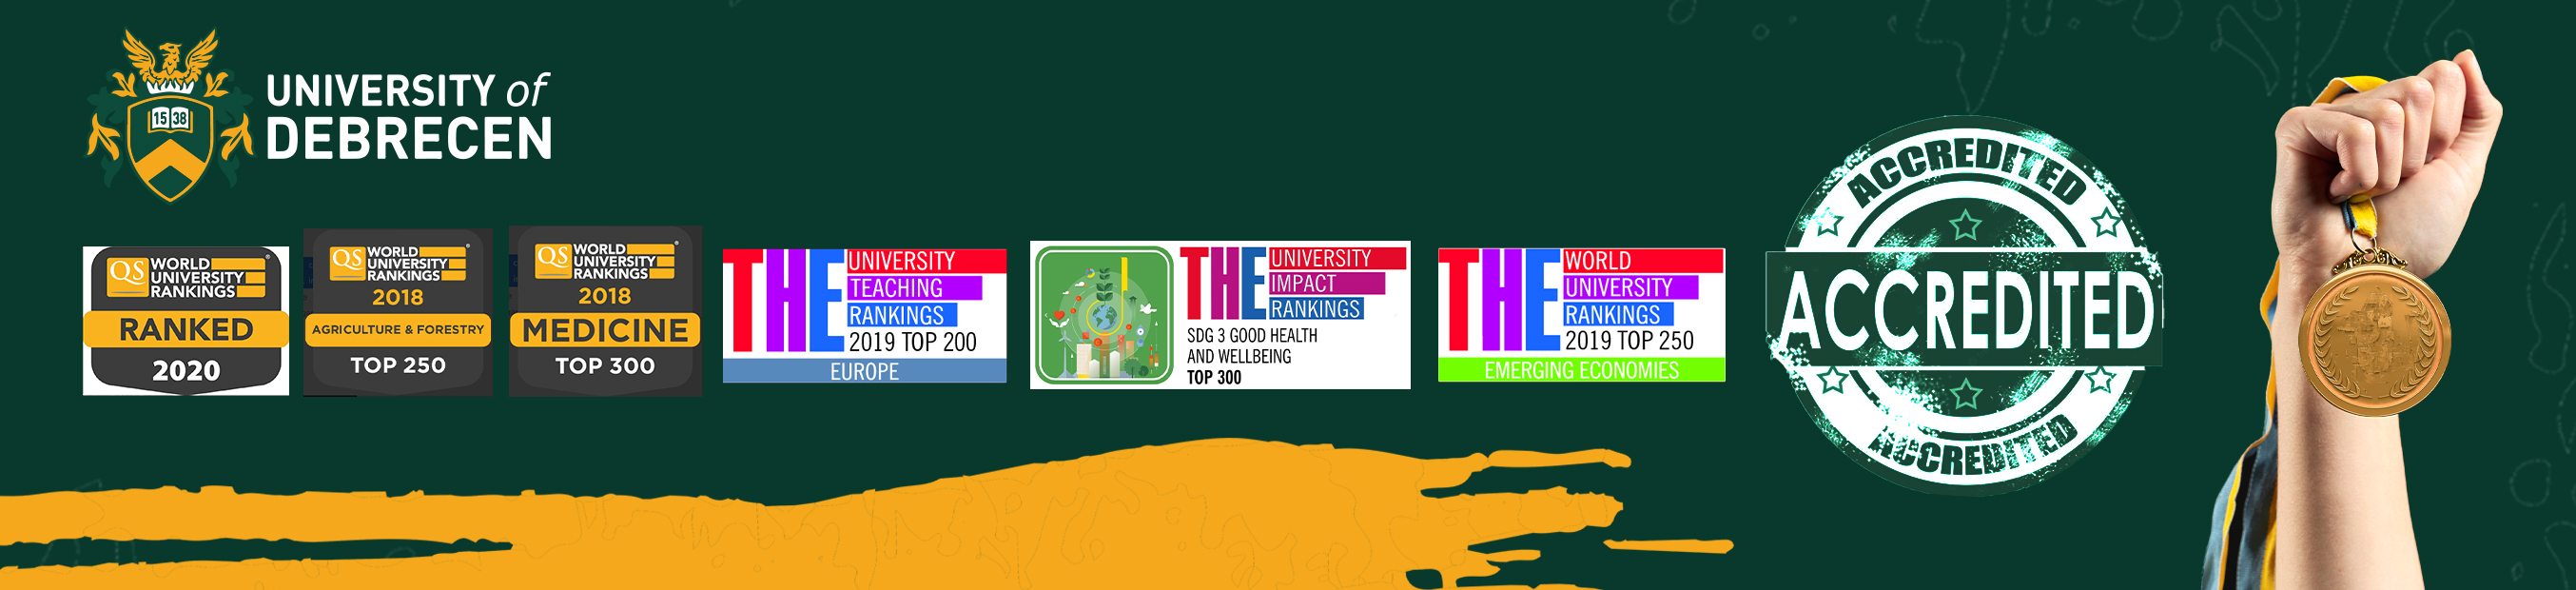 UNIVERSITY of
DEBRECEN
15 38
QS WORLD
UNIVERSITY
RANKINGS
RANKED
2020
QS WORLD
UNIVERSITY
RANKINGS
2018
AGRICULTURE & FORESTRY
TOP 250
QS WORLD
UNIVERSITY
RANKINGS
2018
MEDICINE
TOP 300
THE UNIVERSITY
TEACHING
RANKINGS
2019 TOP 200
EUROPE
THE UNIVERSITY
IMPACT
RANKINGS
SDG 3 GOOD HEALTH
AND WELLBEING
TOP 300
THE WORLD
UNIVERSITY
RANKINGS
2019 TOP 250
EMERGING ECONOMIES
ACCREDITED
ACCREDITED
ACCREDITED